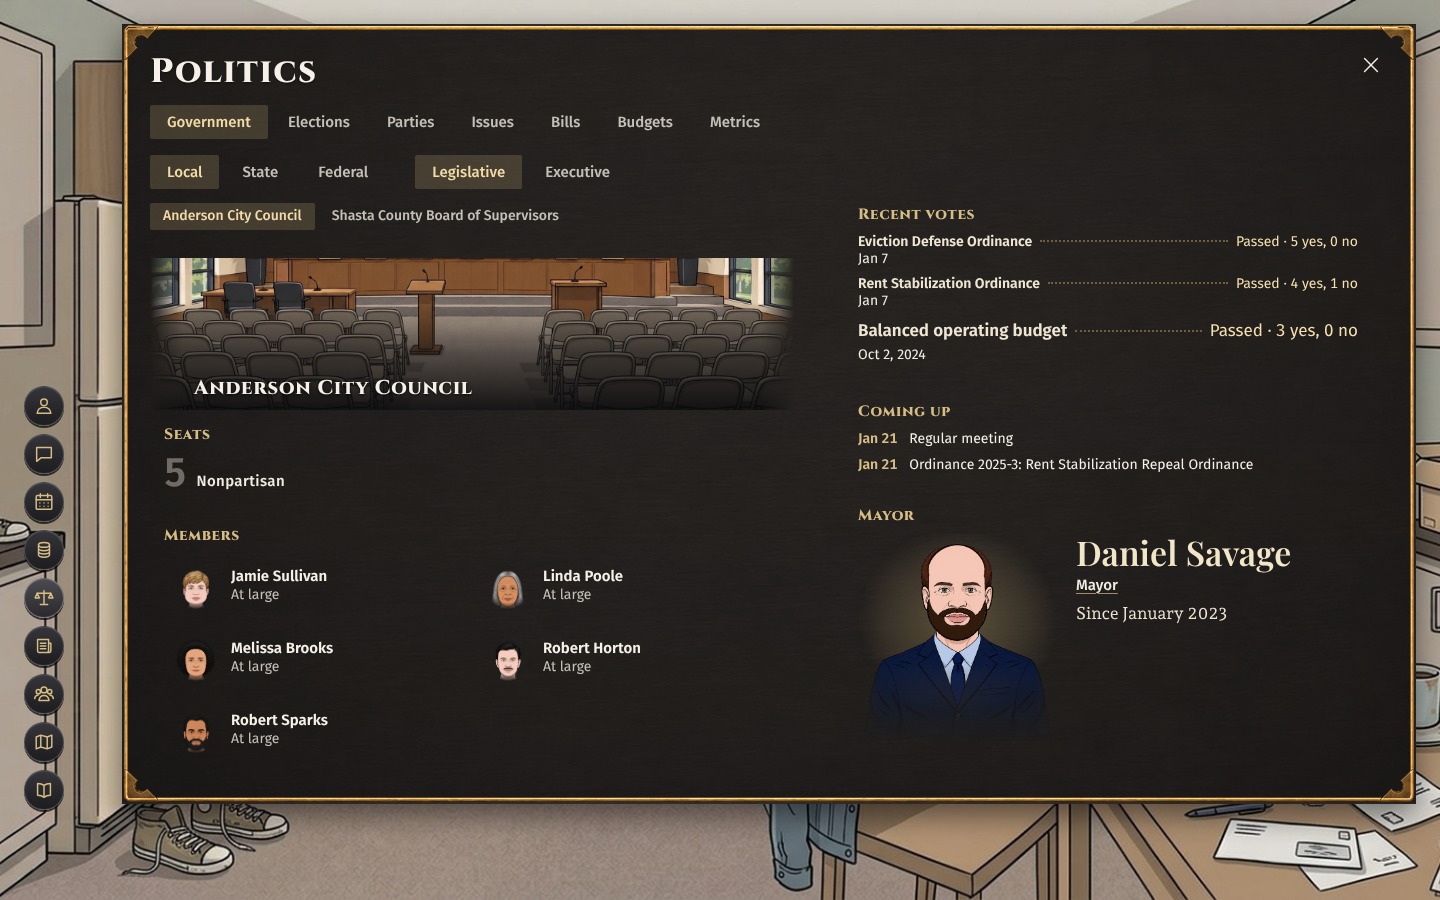 Politics
Government Elections Parties Issues Bills Budgets Metrics
Local State Federal Legislative Executive
Anderson City Council Shasta County Board of Supervisors
Anderson City Council
Seats
5 Nonpartisan
Members
Jamie Sullivan
At large
Linda Poole
At large
Melissa Brooks
At large
Robert Horton
At large
Robert Sparks
At large
Recent votes
Eviction Defense Ordinance Passed · 5 yes, 0 no
Jan 7
Rent Stabilization Ordinance Passed · 4 yes, 1 no
Jan 7
Balanced operating budget Passed · 3 yes, 0 no
Oct 2, 2024
Coming up
Jan 21 Regular meeting
Jan 21 Ordinance 2025-3: Rent Stabilization Repeal Ordinance
Mayor
Daniel Savage
Mayor
Since January 2023